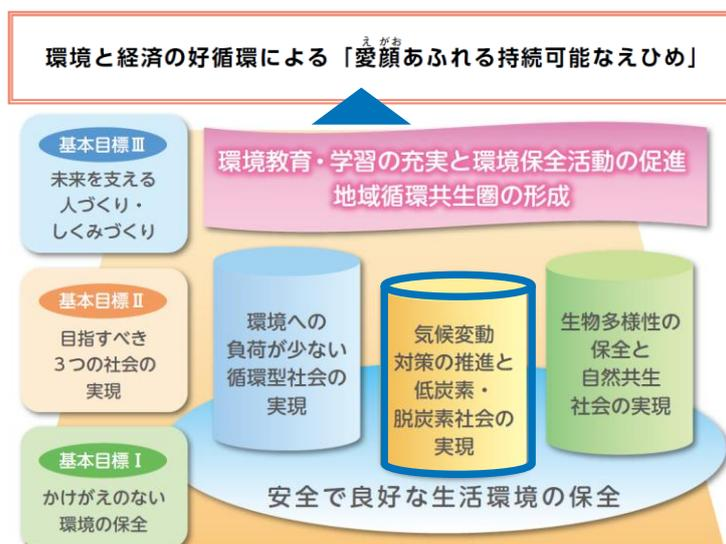 環境と経済の好循環による「愛顔あふれる持続可能なえひめ」
え がお
基本目標Ⅲ
未来を支える
人づくり・
しくみづくり
環境教育・学習の充実と環境保全活動の促進
地域循環共生圏の形成
基本目標Ⅱ
目指すべき
３つの社会の
実現
環境への
負荷が少ない
循環型社会の
実現
気候変動
対策の推進と
低炭素・
脱炭素社会の
実現
生物多様性の
保全と
自然共生
社会の実現
基本目標Ⅰ
かけがえのない
環境の保全
安全で良好な生活環境の保全